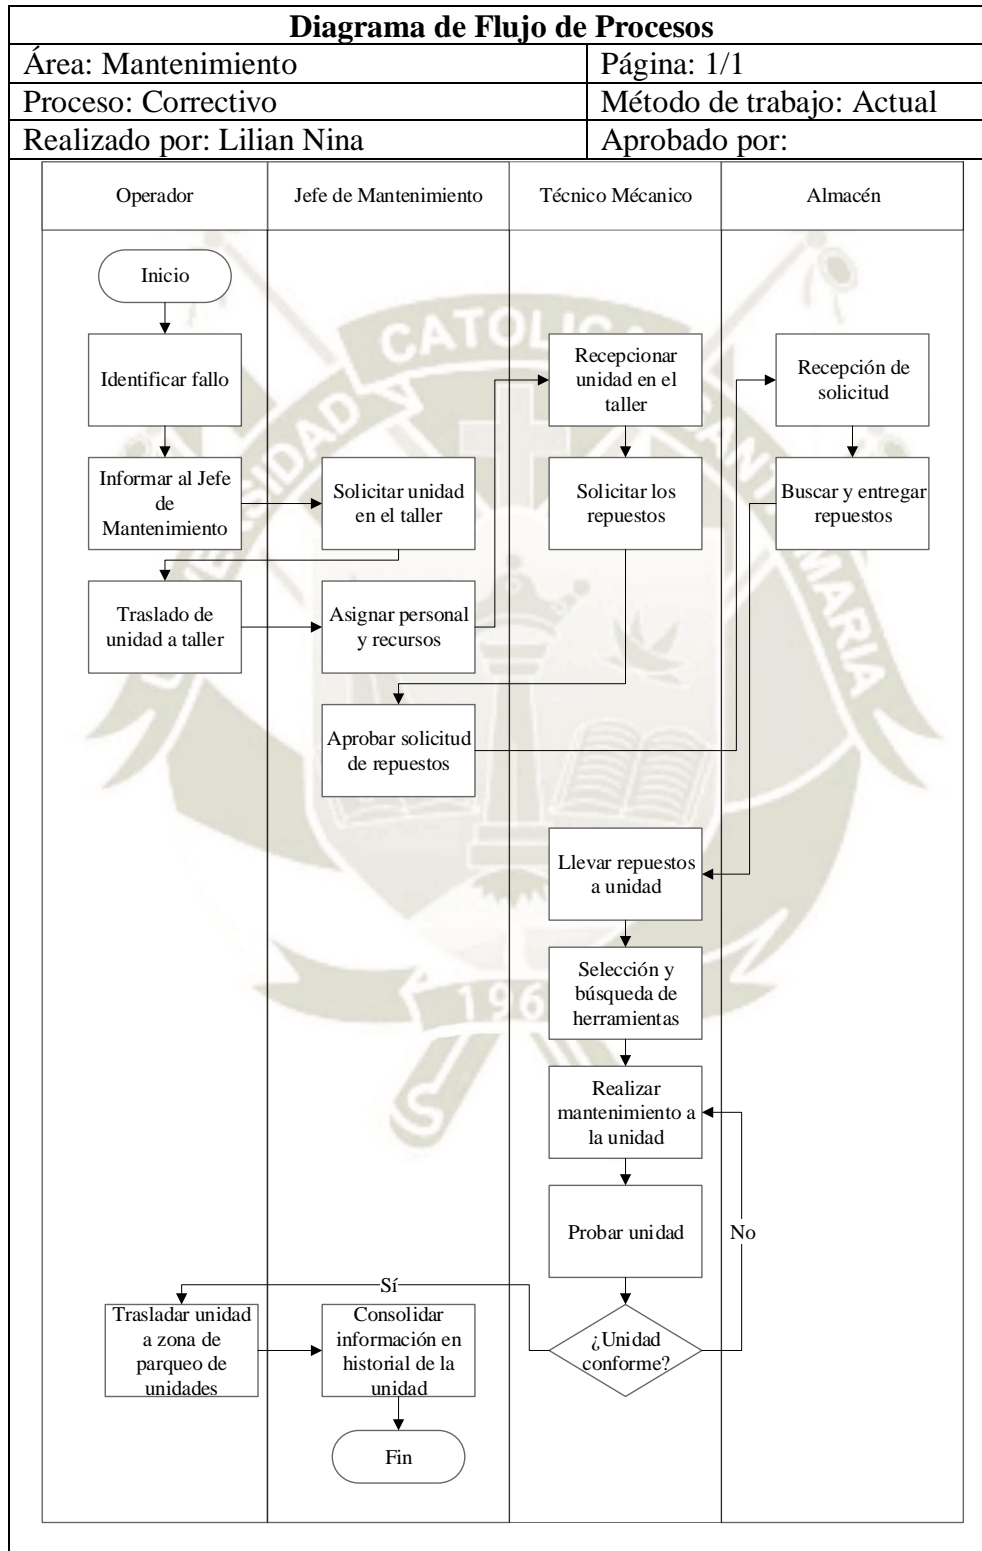 Diagrama de Flujo de Procesos
Área: Mantenimiento
Página: 1/1
Proceso: Correctivo
Método de trabajo: Actual
Realizado por: Lilian Nina
Aprobado por:
Operador
Jefe de Mantenimiento
Técnico Mécanico
Almacén
Inicio
Identificar fallo
Recepcionar
unidad en el
taller
Recepción de
solicitud
Informar al Jefe
de
Mantenimiento
Solicitar unidad
en el taller
Solicitar los
repuestos
Buscar y entregar
repuestos
Traslado de
unidad a taller
Asignar personal
y recursos
Aprobar solicitud
de repuestos
Llevar repuestos
a unidad
Selección y
búsqueda de
herramientas
Realizar
mantenimiento a
la unidad
Probar unidad
No
Sí
Trasladar unidad
a zona de
parqueo de
unidades
Consolidar
información en
historial de la
unidad
¿Unidad
conforme?
Fin